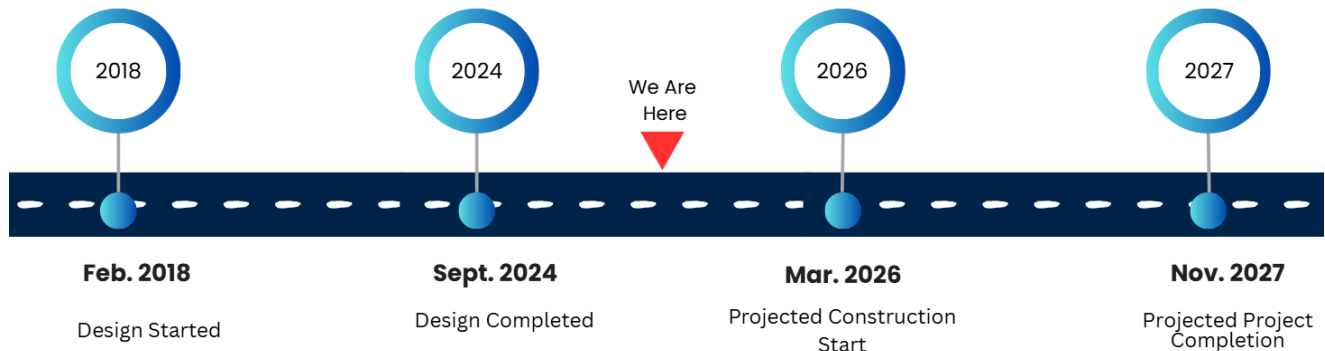 2018
2024
We Are
Here
2026
2027
Feb. 2018
Sept. 2024
Mar. 2026
Nov. 2027
Design Started
Design Completed
Projected Construction
Start
Projected Project
Completion